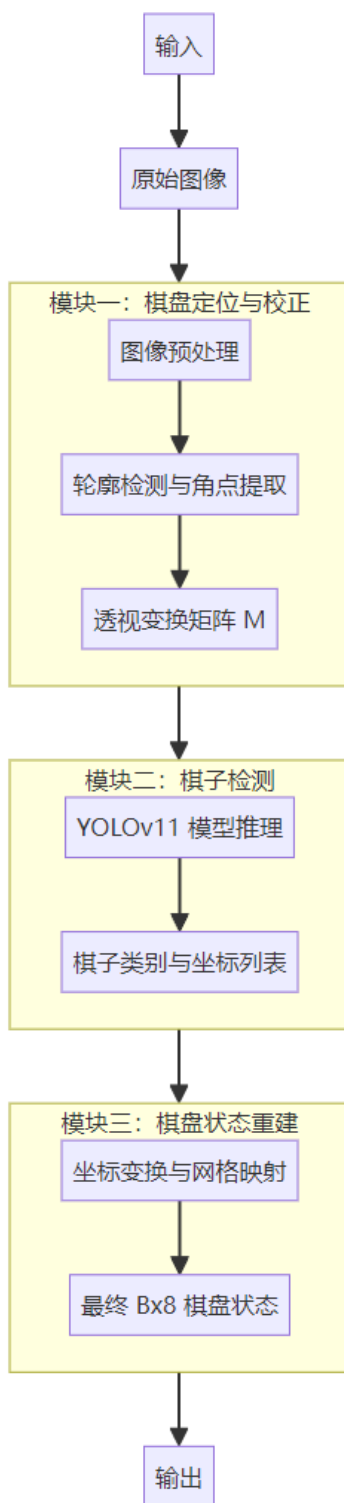 输入
原始图像
模块一：棋盘定位与校正
图像预处理
轮廓检测与角点提取
透视变换矩阵 M
模块二：棋子检测
YOLOv11 模型推理
棋子类别与坐标列表
模块三：棋盘状态重建
坐标变换与网格映射
最终 Bx8 棋盘状态
输出